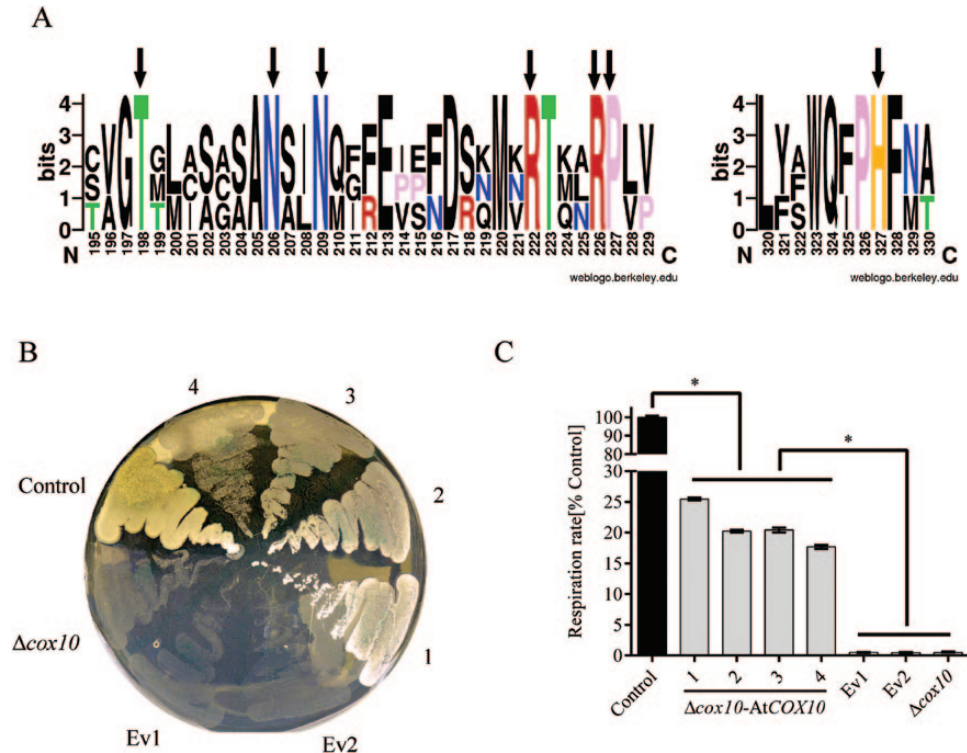 A
bits
4
3
2
1
0
CVGTGLASASANSINQFFEIEFDSKMKRTKARPLV
195 196 197 198 199 200 201 202 203 204 205 206 207 208 209 210 211 212 213 214 215 216 217 218 219 220 221 222 223 224 225 226 227 228 229
N
C
weblogo.berkeley.edu
bits
4
3
2
1
0
LYAWQFPHFNA
320 321 322 323 324 325 326 327 328 329 330
N
C
weblogo.berkeley.edu
B
4
3
Control
2
Δcox10
1
Ev1
Ev2
C
Respiration rate[% Control]
100
90
80
30
25
20
15
10
5
0
*
*
Control
1
2
3
4
Ev1
Ev2
Δcox10
Δcox10-AtCOX10